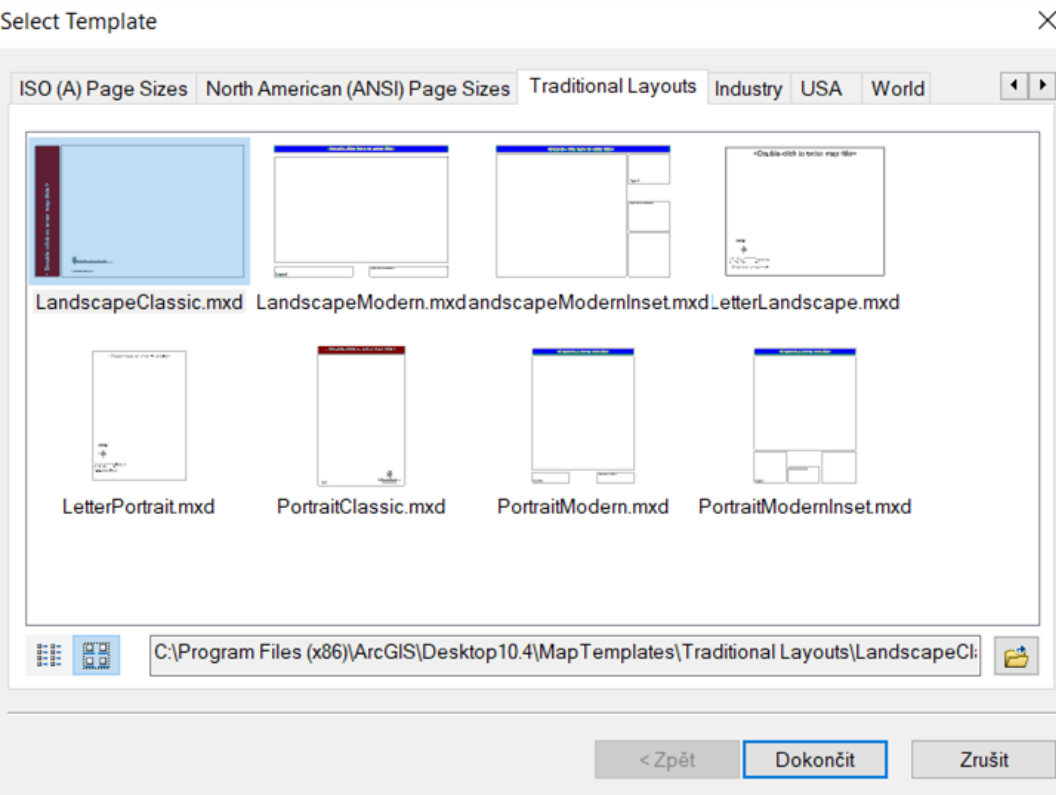 Select Template
ISO (A) Page Sizes North American (ANSI) Page Sizes Traditional Layouts Industry USA World
<Double-click to enter map title>
LandscapeClassic.mxd LandscapeModern.mxd andscapeModernInset.mxd LetterLandscape.mxd
LetterPortrait.mxd PortraitClassic.mxd PortraitModern.mxd PortraitModernInset.mxd
C:\Program Files (x86)\ArcGIS\Desktop10.4\MapTemplates\Traditional Layouts\LandscapeCl
< Zpět Dokončit Zrušit